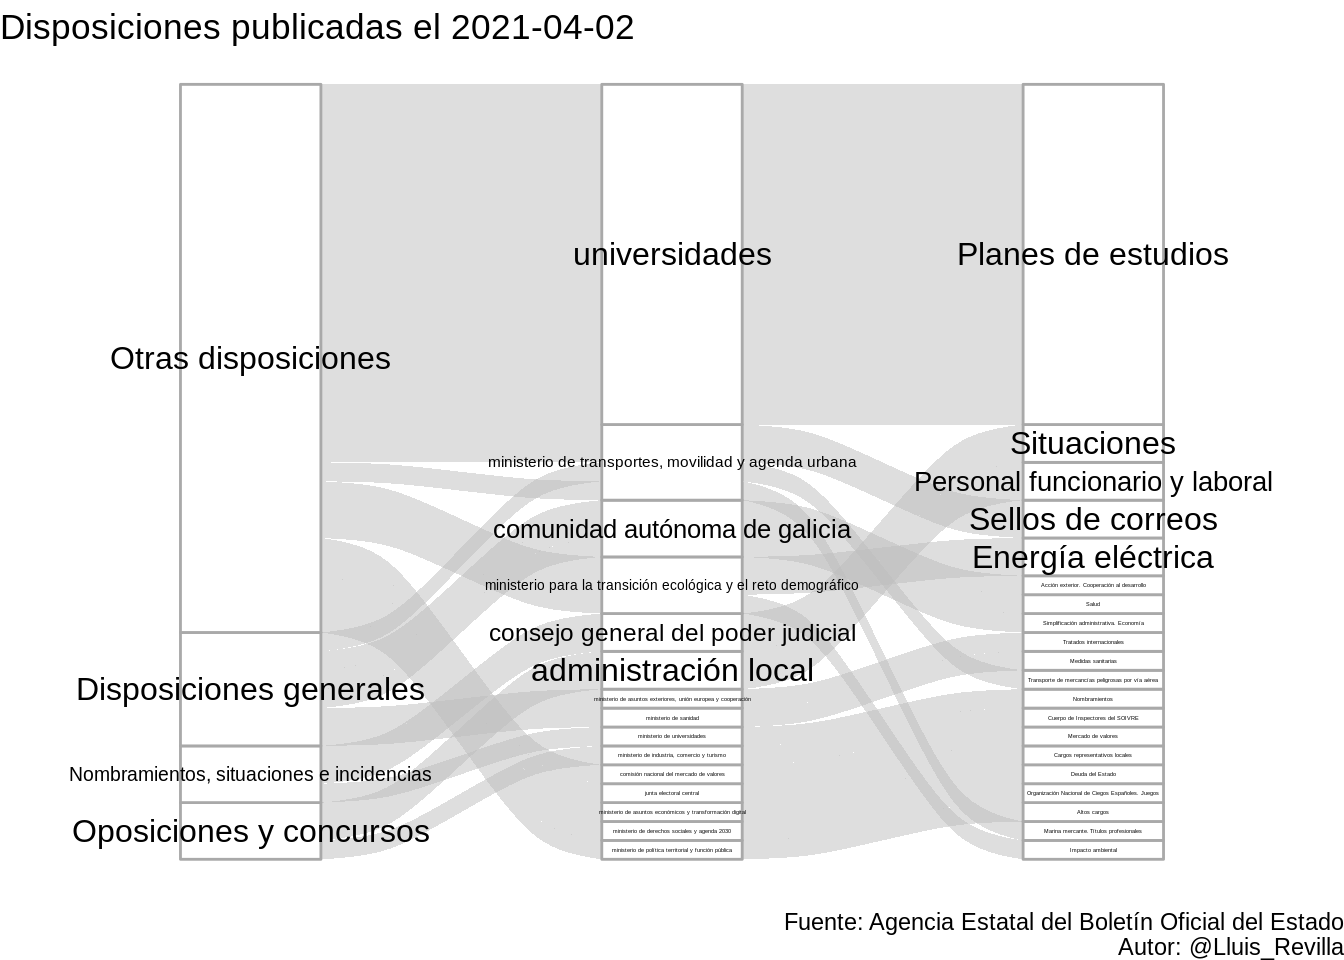 Disposiciones publicadas el 2021-04-02
Otras disposiciones
Disposiciones generales
Nombramientos, situaciones e incidencias
Oposiciones y concursos
universidades
ministerio de transportes, movilidad y agenda urbana
comunidad autónoma de galicia
ministerio para la transición ecológica y el reto demográfico
consejo general del poder judicial
administración local
ministerio de asuntos exteriores, unión europea y cooperación
ministerio de sanidad
ministerio de universidades
ministerio de industria, comercio y turismo
comisión nacional del mercado de valores
junta electoral central
ministerio de asuntos económicos y transformación digital
ministerio de derechos sociales y agenda 2030
ministerio de política territorial y función pública
Planes de estudios
Situaciones
Personal funcionario y laboral
Sellos de correos
Energía eléctrica
Acción exterior. Cooperación al desarrollo
Salud
Simplificación administrativa. Economía
Tratados internacionales
Medidas sanitarias
Transporte de mercancías peligrosas por vía aérea
Nombramientos
Cuerpo de Inspectores del SOIVRE
Mercado de valores
Cargos representativos locales
Deuda del Estado
Organización Nacional de Ciegos Españoles. Juegos
Altos cargos
Marina mercante. Títulos profesionales
Impacto ambiental
Fuente: Agencia Estatal del Boletín Oficial del Estado
Autor: @Lluis_Revilla